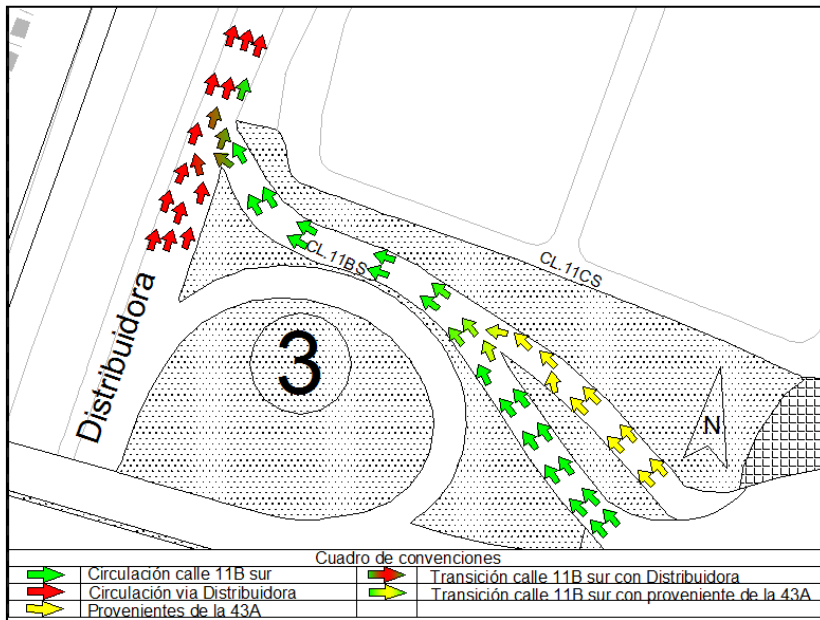 CL.11BS
CL.11CS
Distribuidora
3
N
Cuadro de convenciones
Circulación calle 11B sur
Transición calle 11B sur con Distribuidora
Circulación via Distribuidora
Transición calle 11B sur con proveniente de la 43A
Provenientes de la 43A